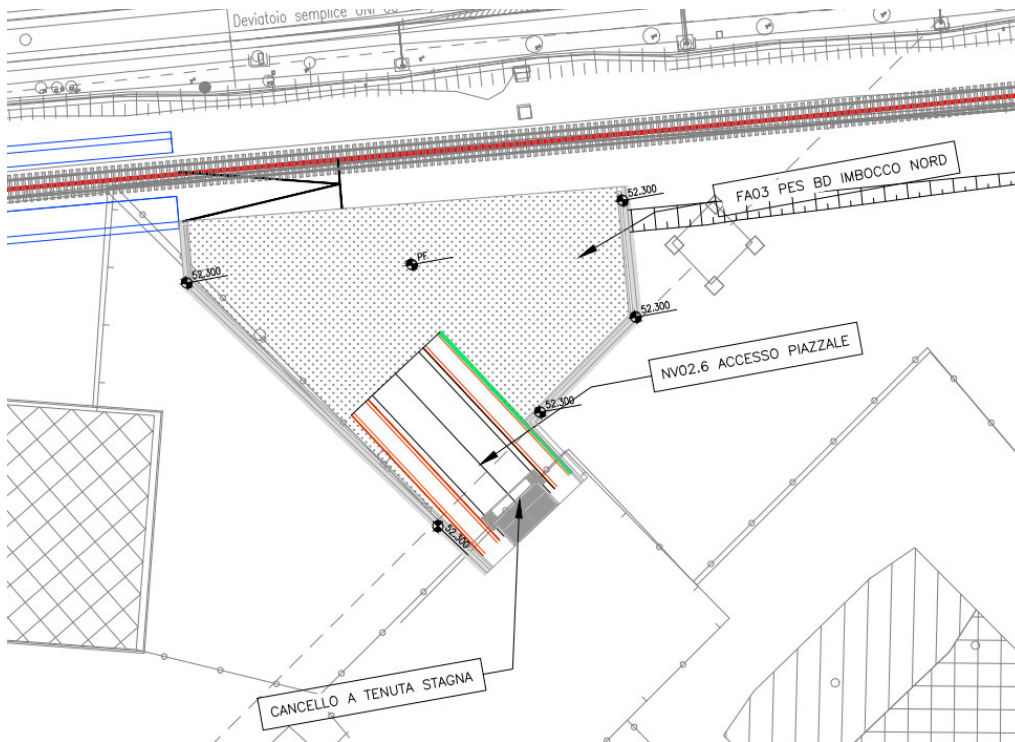 Deviatoio semplice UNI 60
52.300
FA03 PES BD IMBOCCO NORD
PF
52.300
52.300
NV02.6 ACCESSO PIAZZALE
52.300
52.300
CANCELLO A TENUTA STAGNA